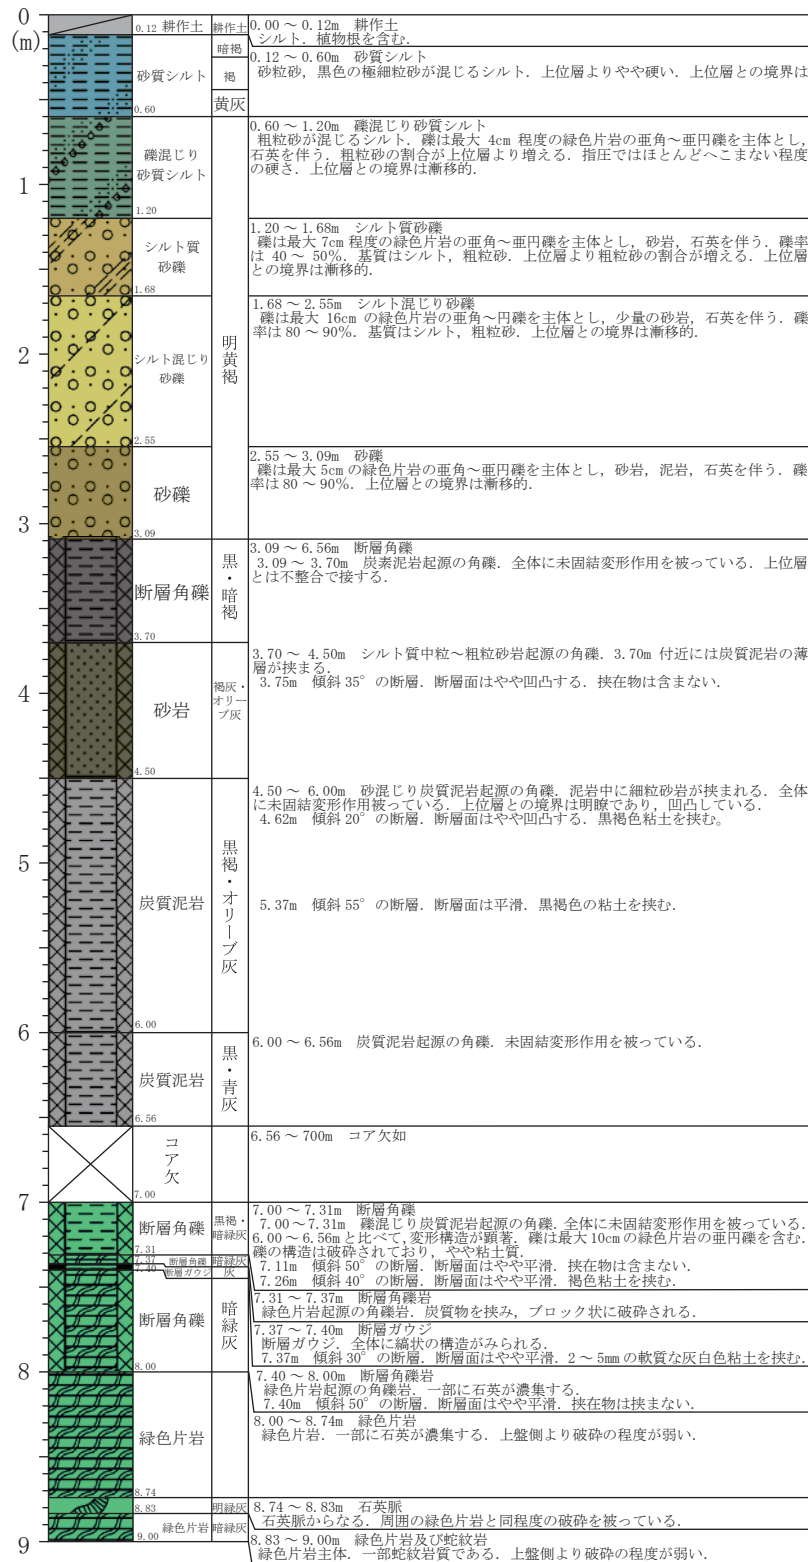 0
(m)
1
2
3
4
5
6
7
8
9
0.12 耕作土 耕作土
砂質シルト
0.60
暗褐
褐
黄灰
礫混じり
砂質シルト
1.20
シルト質
砂礫
1.68
シルト混じり
砂礫
2.55
砂礫
3.09
明黄褐
断層角礫
3.70
黒・暗褐
砂岩
4.50
褐灰・
オリー
ブ灰
炭質泥岩
6.00
黒褐・オリーブ灰
炭質泥岩
6.56
黒・青灰
コア欠
7.00
断層角礫
7.31
黒褐・
暗緑灰
7.37 断層角礫 暗緑灰
7.40 断層ガウジ 灰
断層角礫
8.00
暗緑灰
緑色片岩
8.74
8.83 明緑灰
9.00 緑色片岩 暗緑灰
0.00 ～ 0.12m 耕作土
シルト．植物根を含む．
0.12 ～ 0.60m 砂質シルト
砂粒砂，黒色の極細粒砂が混じるシルト．上位層よりやや硬い．上位層との境界は
0.60 ～ 1.20m 礫混じり砂質シルト
粗粒砂が混じるシルト．礫は最大 4cm 程度の緑色片岩の亜角～亜円礫を主体とし，
石英を伴う．粗粒砂の割合が上位層より増える．指圧ではほとんどへこまない程度
の硬さ．上位層との境界は漸移的．
1.20 ～ 1.68m シルト質砂礫
礫は最大 7cm 程度の緑色片岩の亜角～亜円礫を主体とし，砂岩，石英を伴う．礫率
は 40 ～ 50%．基質はシルト，粗粒砂．上位層より粗粒砂の割合が増える．上位層
との境界は漸移的．
1.68 ～ 2.55m シルト混じり砂礫
礫は最大 16cm の緑色片岩の亜角～円礫を主体とし，少量の砂岩，石英を伴う．礫
率は 80 ～ 90%．基質はシルト，粗粒砂．上位層との境界は漸移的．
2.55 ～ 3.09m 砂礫
礫は最大 5cm の緑色片岩の亜角～亜円礫を主体とし，砂岩，泥岩，石英を伴う．礫
率は 80 ～ 90%．上位層との境界は漸移的．
3.09 ～ 6.56m 断層角礫
3.09 ～ 3.70m 炭素泥岩起源の角礫．全体に未固結変形作用を被っている．上位層
とは不整合で接する．
3.70 ～ 4.50m シルト質中粒～粗粒砂岩起源の角礫．3.70m 付近には炭質泥岩の薄
層が挟まる．
3.75m 傾斜 35°の断層．断層面はやや凹凸する．挟在物は含まない．
4.50 ～ 6.00m 砂混じり炭質泥岩起源の角礫．泥岩中に細粒砂岩が挟まれる．全体
に未固結変形作用被っている．上位層との境界は明瞭であり，凹凸している．
4.62m 傾斜 20°の断層．断層面はやや凹凸する．黒褐色粘土を挟む。
5.37m 傾斜 55°の断層．断層面は平滑．黒褐色の粘土を挟む．
6.00 ～ 6.56m 炭質泥岩起源の角礫．未固結変形作用を被っている．
6.56 ～ 700m コア欠如
7.00 ～ 7.31m 断層角礫
7.00 ～ 7.31m 礫混じり炭質泥岩起源の角礫．全体に未固結変形作用を被っている．
6.00 ～ 6.56m と比べて，変形構造が顕著．礫は最大 10cm の緑色片岩の亜円礫を含む．
礫の構造は破砕されており，やや粘土質．
7.11m 傾斜 50°の断層．断層面はやや平滑．挟在物は含まない．
7.26m 傾斜 40°の断層．断層面はやや平滑．褐色粘土を挟む．
7.31 ～ 7.37m 断層角礫岩
緑色片岩起源の角礫岩．炭質物を挟み，ブロック状に破砕される．
7.37 ～ 7.40m 断層ガウジ
断層ガウジ．全体に縞状の構造がみられる．
7.37m 傾斜 30°の断層．断層面はやや平滑．2 ～ 5mm の軟質な灰白色粘土を挟む．
7.40 ～ 8.00m 断層角礫岩
緑色片岩起源の角礫岩．一部に石英が濃集する．
7.40m 傾斜 50°の断層．断層面はやや平滑．挟在物は挟まない．
8.00 ～ 8.74m 緑色片岩
緑色片岩．一部に石英が濃集する．上盤側より破砕の程度が弱い．
8.74 ～ 8.83m 石英脈
石英脈からなる．周囲の緑色片岩と同程度の破砕を被っている．
8.83 ～ 9.00m 緑色片岩及び蛇紋岩
緑色片岩主体．一部蛇紋岩質である．上盤側より破砕の程度が弱い．